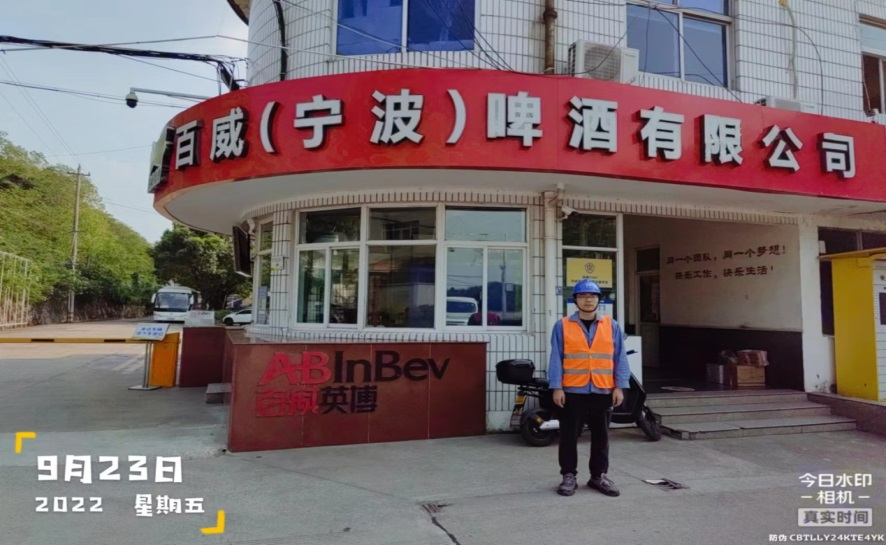 百威(宁波)啤酒有限公司
同一个团队，同一个梦想！
快乐工作，快乐生活！
ABInBev
百威英博
9月23日
2022 星期五
今日水印
-相机-
真实时间
防伪 CBTLLY24KTE4YK